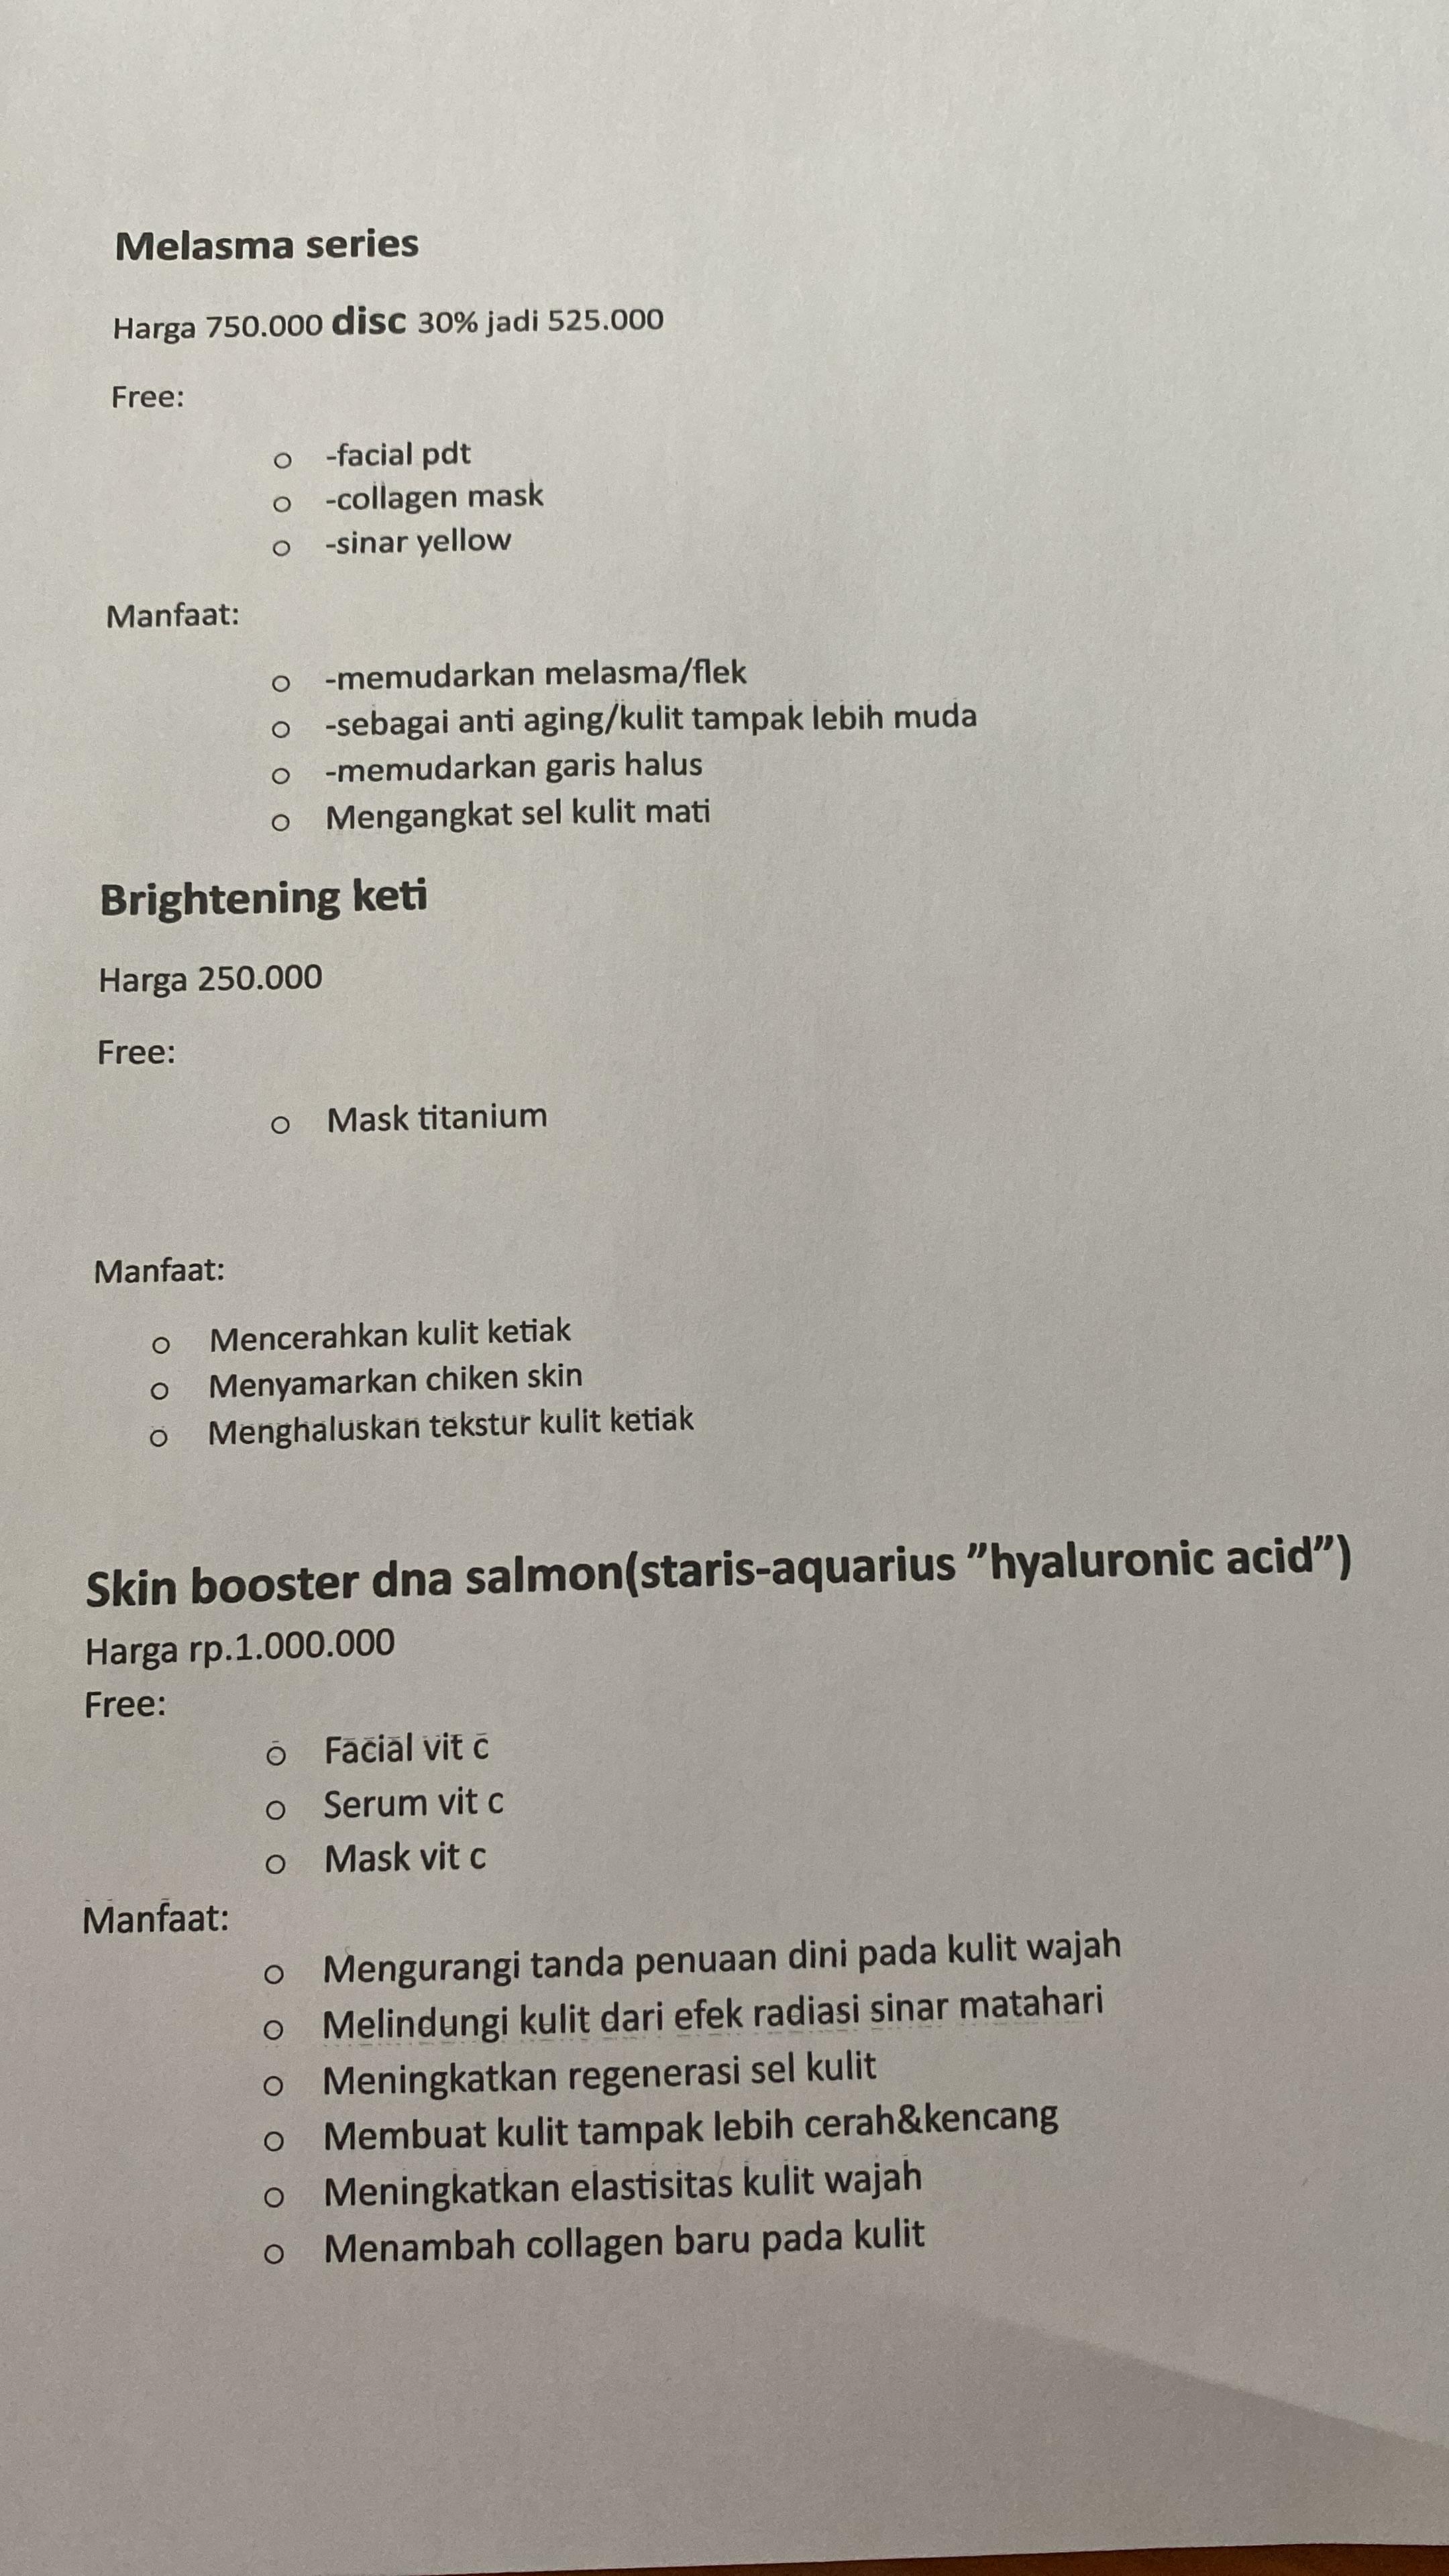 Melasma series
Harga 750.000 disc 30% jadi 525.000
Free:
o -facial pdt
o -collagen mask
o -sinar yellow
Manfaat:
o -memudarkan melasma/flek
o -sebagai anti aging/kulit tampak lebih muda
o -memudarkan garis halus
o Mengangkat sel kulit mati
Brightening keti
Harga 250.000
Free:
o Mask titanium
Manfaat:
o Mencerahkan kulit ketiak
o Menyamarkan chiken skin
o Menghaluskan tekstur kulit ketiak
Skin booster dna salmon(staris-aquarius ”hyaluronic acid”)
Harga rp.1.000.000
Free:
o Facial vit c
o Serum vit c
o Mask vit c
Manfaat:
o Mengurangi tanda penuaan dini pada kulit wajah
o Melindungi kulit dari efek radiasi sinar matahari
o Meningkatkan regenerasi sel kulit
o Membuat kulit tampak lebih cerah&kencang
o Meningkatkan elastisitas kulit wajah
o Menambah collagen baru pada kulit